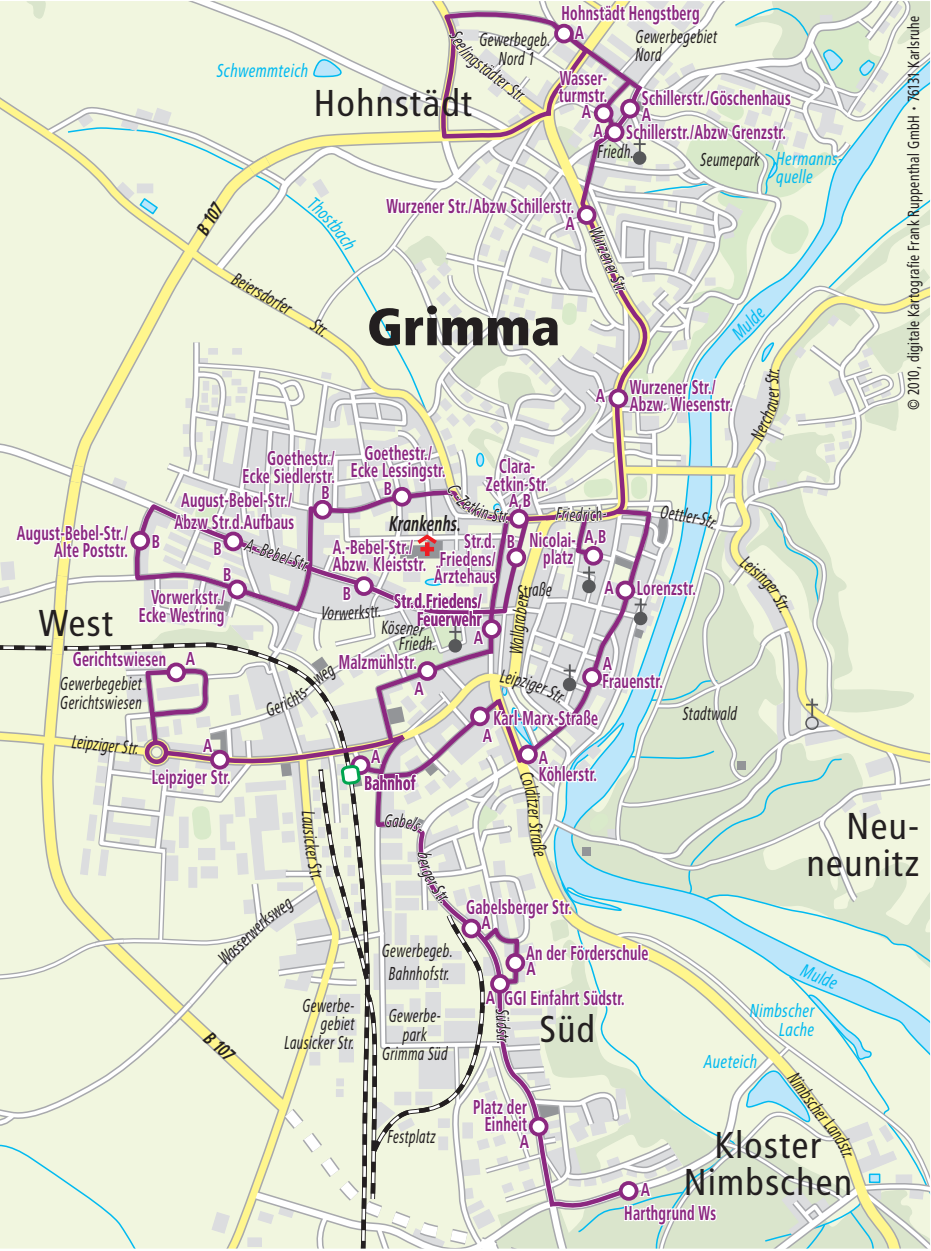 Hohnstädt Hengstberg
A
Gewerbegeb.
Nord 1
Gewerbegebiet
Nord
Seelingstädter Str.
Schwemmteich
Hohnstädt
Wasser-
turmstr.
A
Schillerstr./Göschenhaus
A
A
Schillerstr./Abzw Grenzstr.
Friedh.
Seumepark
Hermanns-
quelle
© 2010, digitale Kartografie Frank Ruppenthal GmbH • 76131 Karlsruhe
Wurzener Str./Abzw Schillerstr.
A
B 107
Thostbach
Wurzener Str.
Beiersdorfer
Str.
Grimma
Mulde
Nerchauer Str.
A
Wurzener Str./
Abzw. Wiesenstr.
Goethestr./
Ecke Siedlerstr.
B
Goethestr./
Ecke Lessingstr.
B
Clara-
Zetkin-Str.
A,B
C.-Zetkin-Str.
Friedrich-
Oettler-Str.
August-Bebel-Str./
Abzw Str.d.Aufbaus
B
August-Bebel-Str./
Alte Poststr.
B
A.-Bebel-Str.
Krankenhs.
A.-Bebel-Str./
Abzw. Kleiststr.
B
Str.d.
Friedens/
Ärztehaus
B
Nicolai-
platz
A,B
Leisinger Str.
B
Vorwerkstr./
Ecke Westring
Vorwerkstr.
Str.d.Friedens/
Feuerwehr
A
Straße
Wallgraben
A
Lorenzstr.
West
Kösener
Friedh.
Gerichtswiesen
A
Gewerbegebiet
Gerichtswiesen
Gerichts-
weg
Malzmühlstr.
A
Leipziger Str.
A
Frauenstr.
Stadtwald
Karl-Marx-Straße
A
Leipziger Str.
A
Leipziger Str.
A
Bahnhof
A
Köhlerstr.
Colditzer Straße
Gabels-
berger Str.
Lausicker Str.
Neu-
neunitz
Wasserwerksweg
Gabelsberger Str.
A
An der Förderschule
A
Gewerbegeb.
Bahnhofstr.
A
GGI Einfahrt Südstr.
Südstr.
Süd
Mulde
Gewerbe-
gebiet
Lausicker Str.
Gewerbe-
park
Grimma Süd
B 107
Nimbscher
Lache
Aueteich
Nimbscher Landstr.
Platz der
Einheit
A
Festplatz
Kloster
Nimbschen
A
Harthgrund Ws